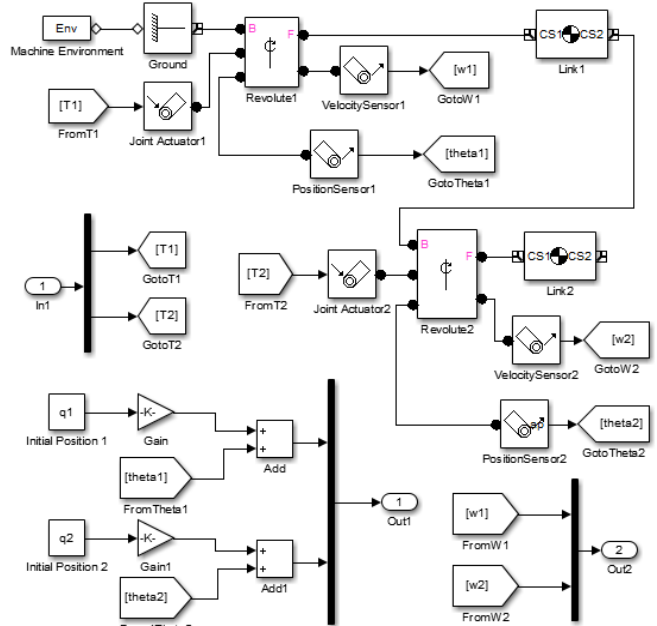 Env
Machine Environment
Ground
B
F
Revolute1
CS1
CS2
Link1
VelocitySensor1
[w1]
GotoW1
[T1]
FromT1
Joint Actuator1
PositionSensor1
[theta1]
GotoTheta1
1
In1
[T1]
GotoT1
[T2]
GotoT2
[T2]
FromT2
Joint Actuator2
B
F
Revolute2
CS1
CS2
Link2
VelocitySensor2
[w2]
GotoW2
ap
PositionSensor2
[theta2]
GotoTheta2
q1
Initial Position 1
-K-
Gain
[theta1]
FromTheta1
+
+
Add
q2
Initial Position 2
-K-
Gain1
[theta2]
+
+
Add1
1
Out1
[w1]
FromW1
[w2]
FromW2
2
Out2